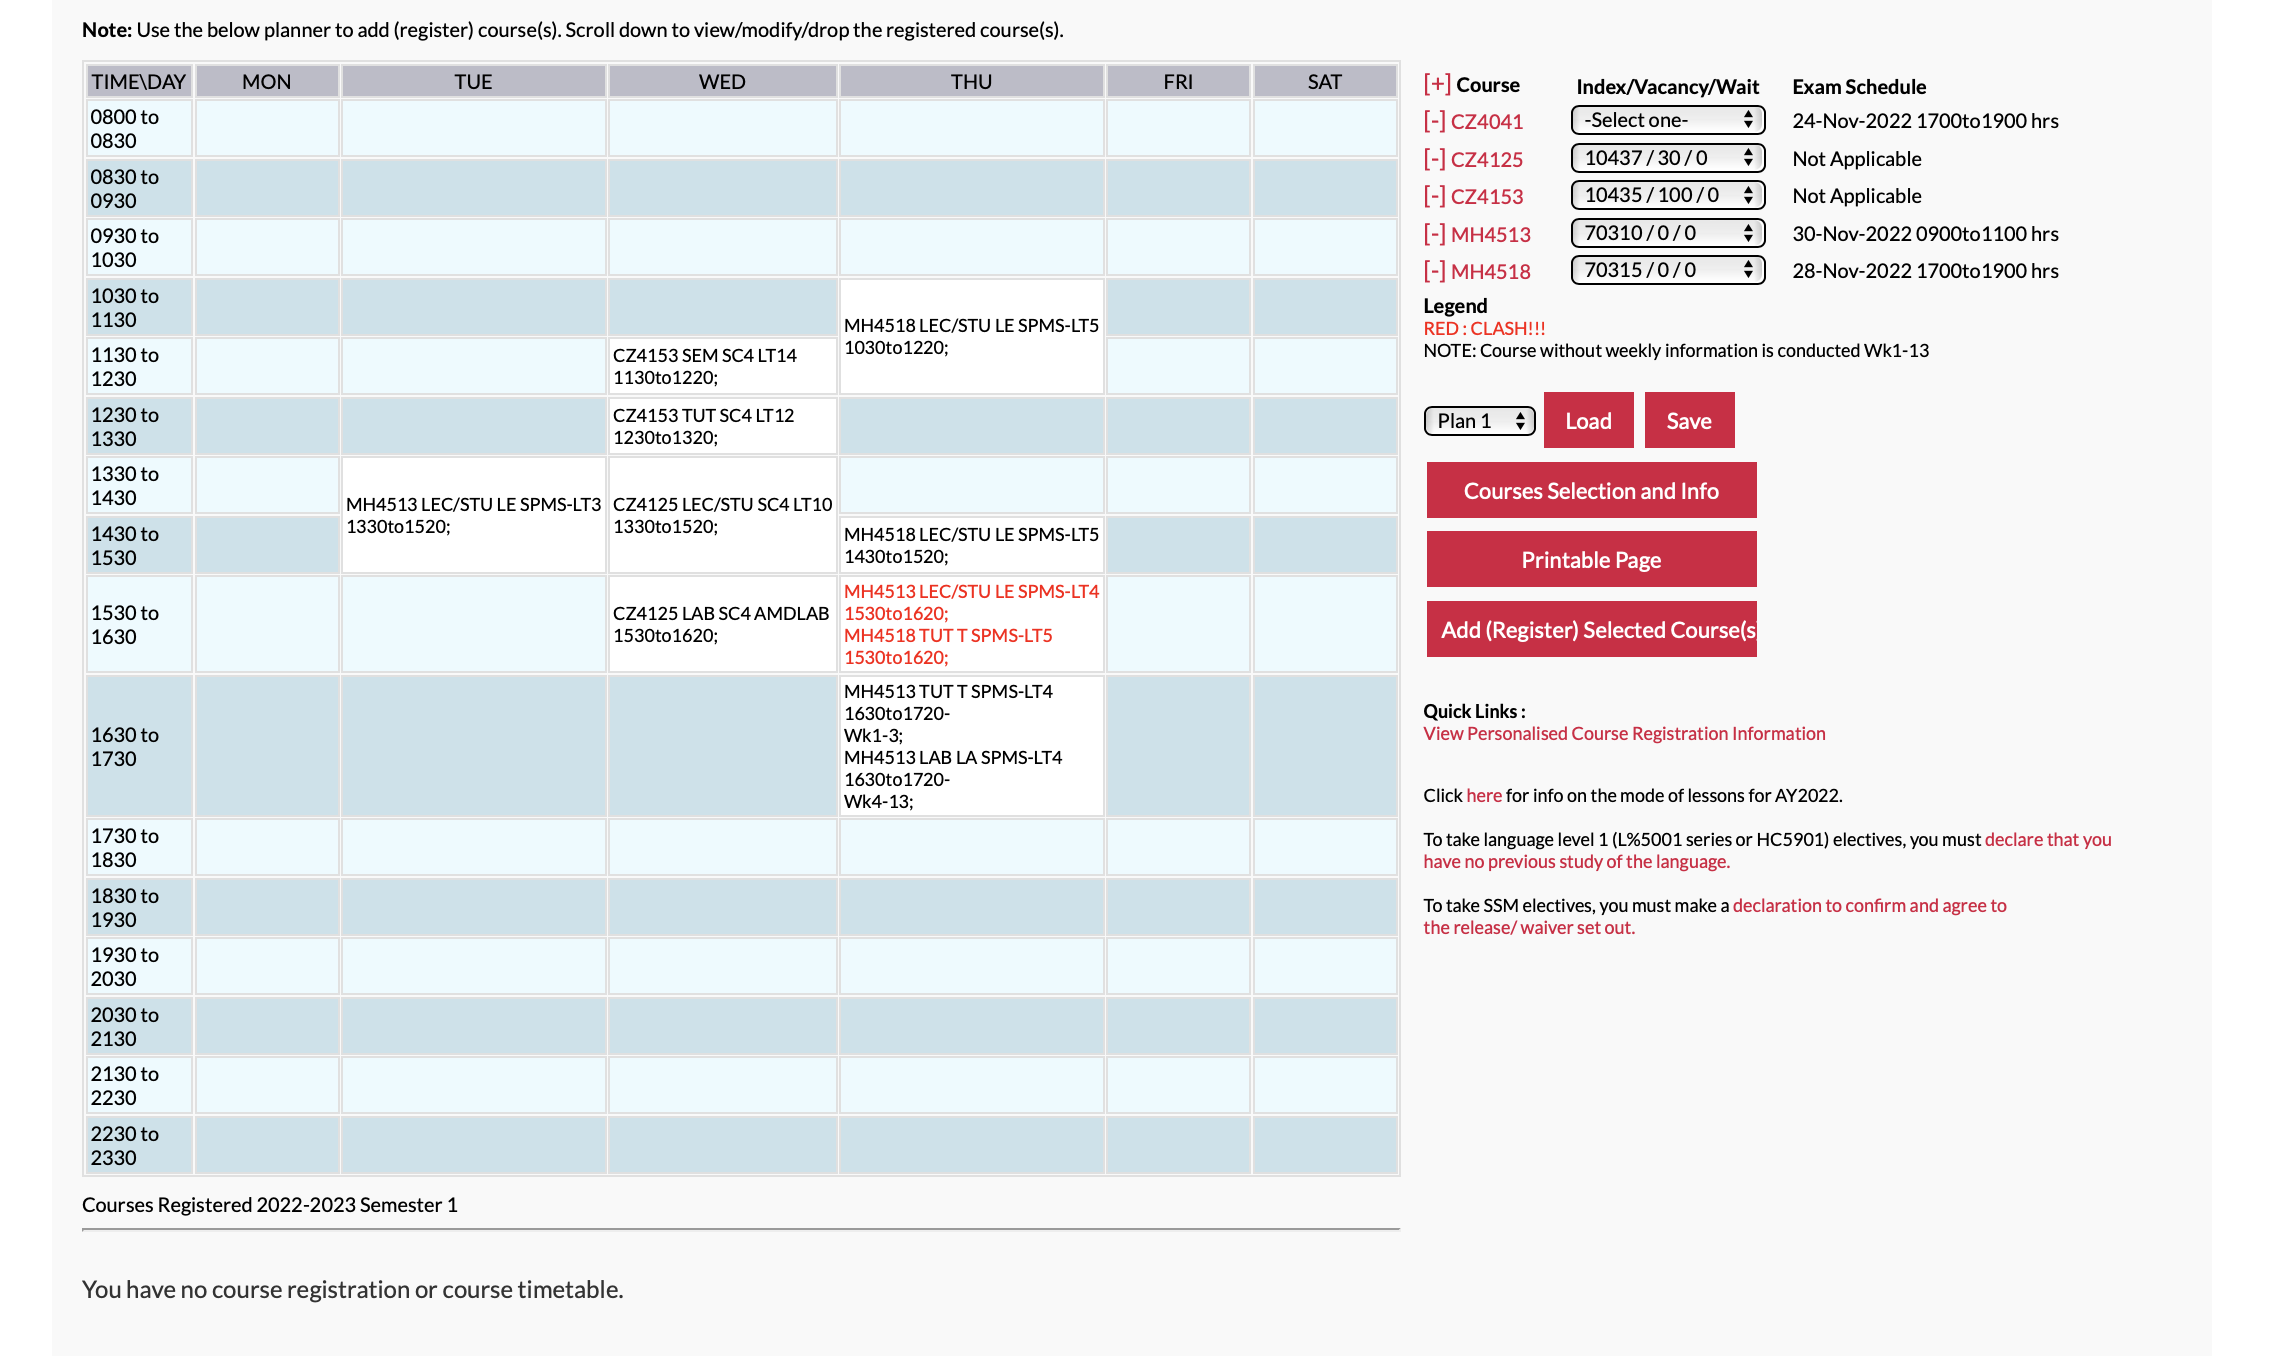 Note: Use the below planner to add (register) course(s). Scroll down to view/modify/drop the registered course(s).
TIME\DAY MON TUE WED THU FRI SAT
0800 to
0830
0830 to
0930
0930 to
1030
1030 to
1130
MH4518 LEC/STU LE SPMS-LT5
1030to1220;
1130 to
1230
CZ4153 SEM SC4 LT14
1130to1220;
1230 to
1330
CZ4153 TUT SC4 LT12
1230to1320;
1330 to
1430
MH4513 LEC/STU LE SPMS-LT3
1330to1520;
CZ4125 LEC/STU SC4 LT10
1330to1520;
1430 to
1530
MH4518 LEC/STU LE SPMS-LT5
1430to1520;
1530 to
1630
CZ4125 LAB SC4 AMDLAB
1530to1620;
MH4513 LEC/STU LE SPMS-LT4
1530to1620;
MH4518 TUT T SPMS-LT5
1530to1620;
1630 to
1730
MH4513 TUT T SPMS-LT4
1630to1720-
Wk1-3;
MH4513 LAB LA SPMS-LT4
1630to1720-
Wk4-13;
1730 to
1830
1830 to
1930
1930 to
2030
2030 to
2130
2130 to
2230
2230 to
2330
[+] Course Index/Vacancy/Wait Exam Schedule
[-] CZ4041 -Select one- 24-Nov-2022 1700to1900 hrs
[-] CZ4125 10437 / 30 / 0 Not Applicable
[-] CZ4153 10435 / 100 / 0 Not Applicable
[-] MH4513 70310 / 0 / 0 30-Nov-2022 0900to1100 hrs
[-] MH4518 70315 / 0 / 0 28-Nov-2022 1700to1900 hrs
Legend
RED : CLASH!!!
NOTE: Course without weekly information is conducted Wk1-13
Plan 1 Load Save
Courses Selection and Info
Printable Page
Add (Register) Selected Course(s
Quick Links :
View Personalised Course Registration Information
Click here for info on the mode of lessons for AY2022.
To take language level 1 (L%5001 series or HC5901) electives, you must declare that you
have no previous study of the language.
To take SSM electives, you must make a declaration to confirm and agree to
the release/ waiver set out.
Courses Registered 2022-2023 Semester 1
You have no course registration or course timetable.